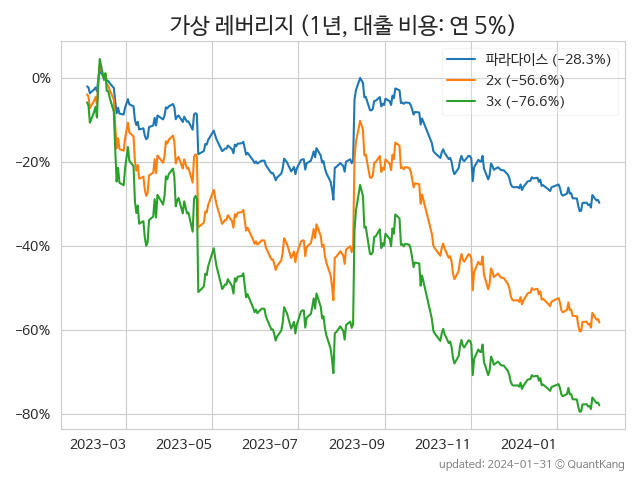 가상 레버리지 (1년, 대출 비용: 연 5%)
파라다이스 (−28.3%)
2x (−56.6%)
3x (−76.6%)
0%
−20%
−40%
−60%
−80%
2023-03 2023-05 2023-07 2023-09 2023-11 2024-01
updated: 2024-01-31 © QuantKang